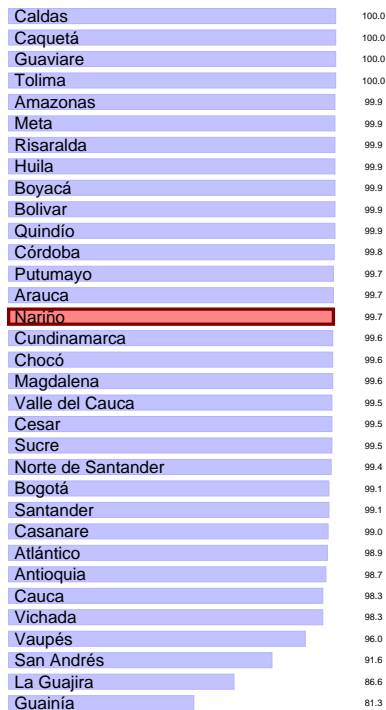 Caldas 100.0
Caquetá 100.0
Guaviare 100.0
Tolima 100.0
Amazonas 99.9
Meta 99.9
Risaralda 99.9
Huila 99.9
Boyacá 99.9
Bolivar 99.9
Quindío 99.9
Córdoba 99.8
Putumayo 99.7
Arauca 99.7
Nariño 99.7
Cundinamarca 99.6
Chocó 99.6
Magdalena 99.6
Valle del Cauca 99.5
Cesar 99.5
Sucre 99.5
Norte de Santander 99.4
Bogotá 99.1
Santander 99.1
Casanare 99.0
Atlántico 98.9
Antioquia 98.7
Cauca 98.3
Vichada 98.3
Vaupés 96.0
San Andrés 91.6
La Guajira 86.6
Guainía 81.3